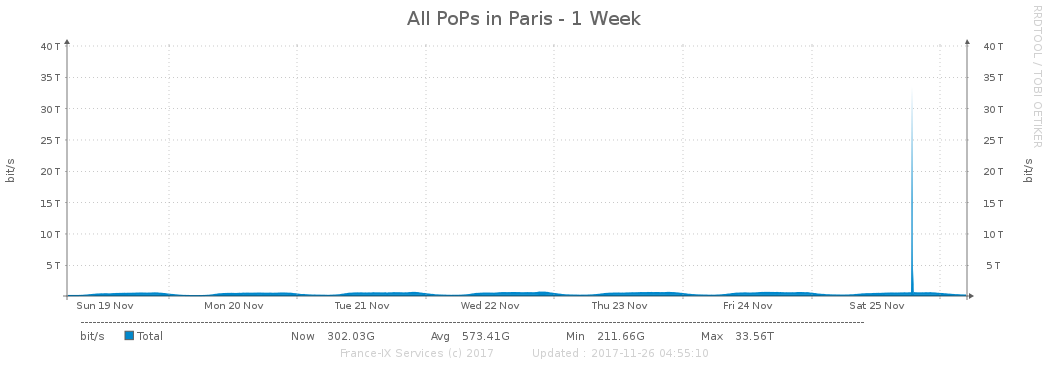 All PoPs in Paris - 1 Week
RRDTOOL / TOBI OETIKER
bit/s
40 T 40 T
35 T 35 T
30 T 30 T
25 T 25 T
20 T 20 T
15 T 15 T
10 T 10 T
5 T 5 T
bit/s
Sun 19 Nov Mon 20 Nov Tue 21 Nov Wed 22 Nov Thu 23 Nov Fri 24 Nov Sat 25 Nov
bit/s Total Now 302.03G Avg 573.41G Min 211.66G Max 33.56T
France-IX Services (c) 2017 Updated : 2017-11-26 04:55:10